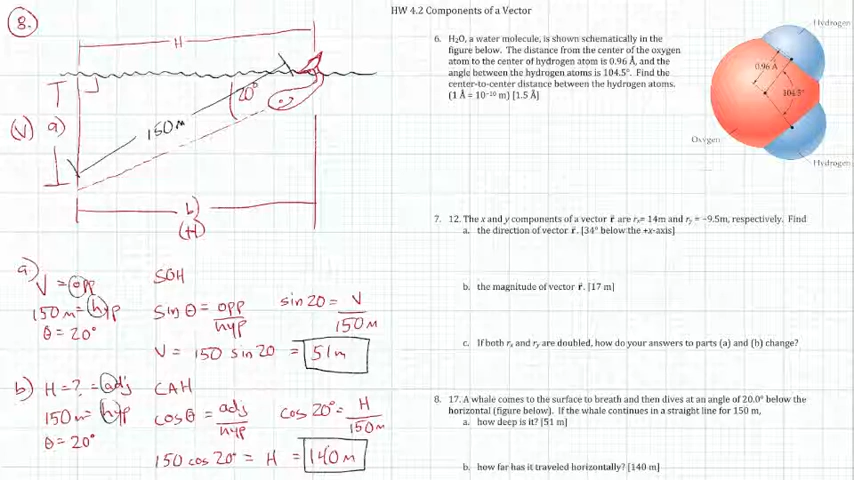 HW 4.2 Components of a Vector
8.
H
20°
150 m
(V) a)
b)
(H)
a)
V = opp
150 m = hyp
θ = 20°
SOH
sin θ = opp/hyp
sin 20 = V/150 m
V = 150 sin 20 = 51 m
b) H = ? = adj
150 m = hyp
θ = 20°
CAH
cos θ = adj/hyp
cos 20° = H/150 m
150 cos 20° = H = 140 m
6. H₂O, a water molecule, is shown schematically in the
figure below. The distance from the center of the oxygen
atom to the center of hydrogen atom is 0.96 Å, and the
angle between the hydrogen atoms is 104.5°. Find the
center-to-center distance between the hydrogen atoms.
(1 Å = 10⁻¹⁰ m) [1.5 Å]
Hydrogen
0.96 Å
104.5°
Oxygen
Hydrogen
7. 12. The x and y components of a vector r⃗ are rₓ= 14m and rᵧ = −9.5m, respectively. Find
a. the direction of vector r⃗. [34° below the +x-axis]
b. the magnitude of vector r⃗. [17 m]
c. If both rₓ and rᵧ are doubled, how do your answers to parts (a) and (b) change?
8. 17. A whale comes to the surface to breath and then dives at an angle of 20.0° below the
horizontal (figure below). If the whale continues in a straight line for 150 m,
a. how deep is it? [51 m]
b. how far has it traveled horizontally? [140 m]